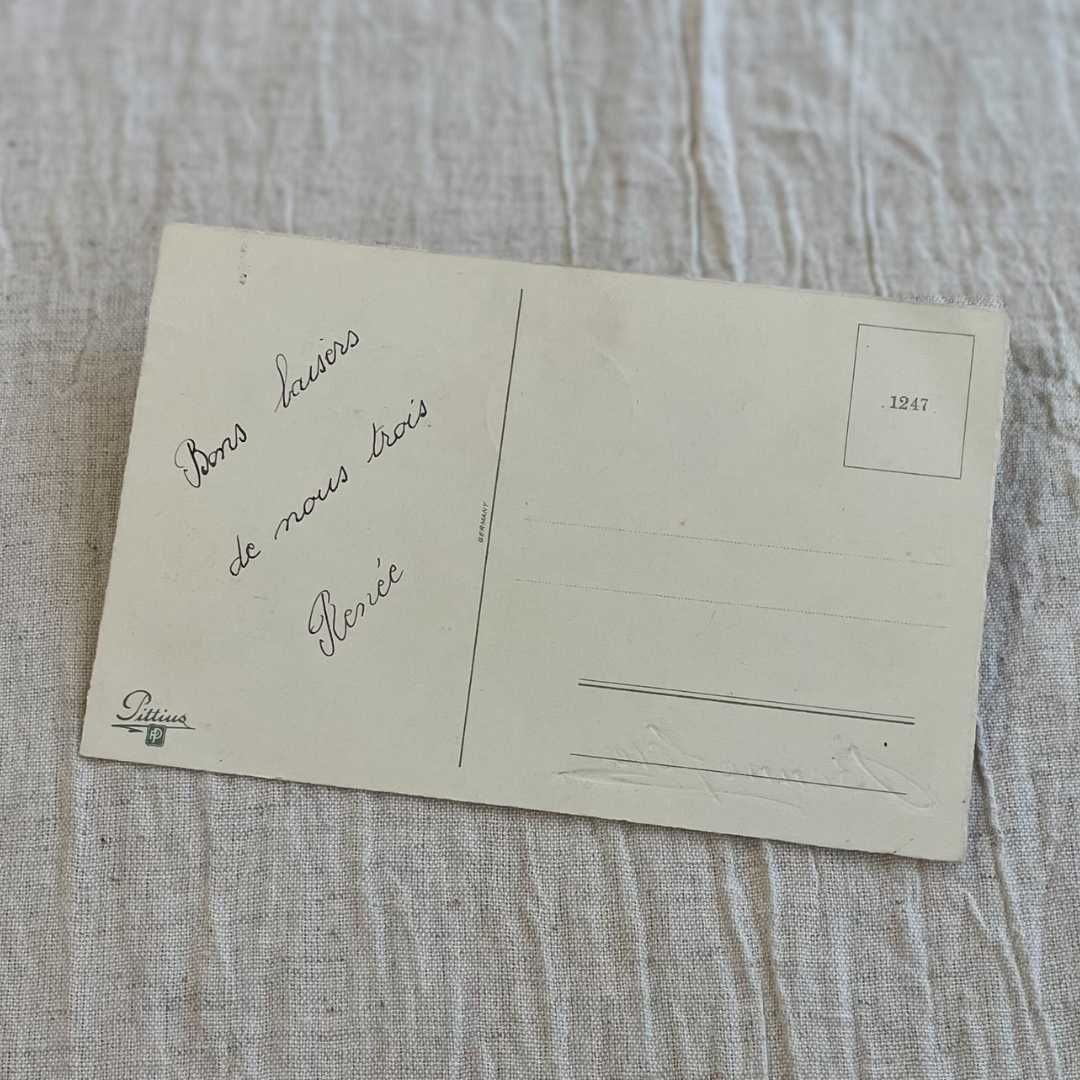 Bons baisers
de nous trois
Renée
Pittius
GERMANY
1247